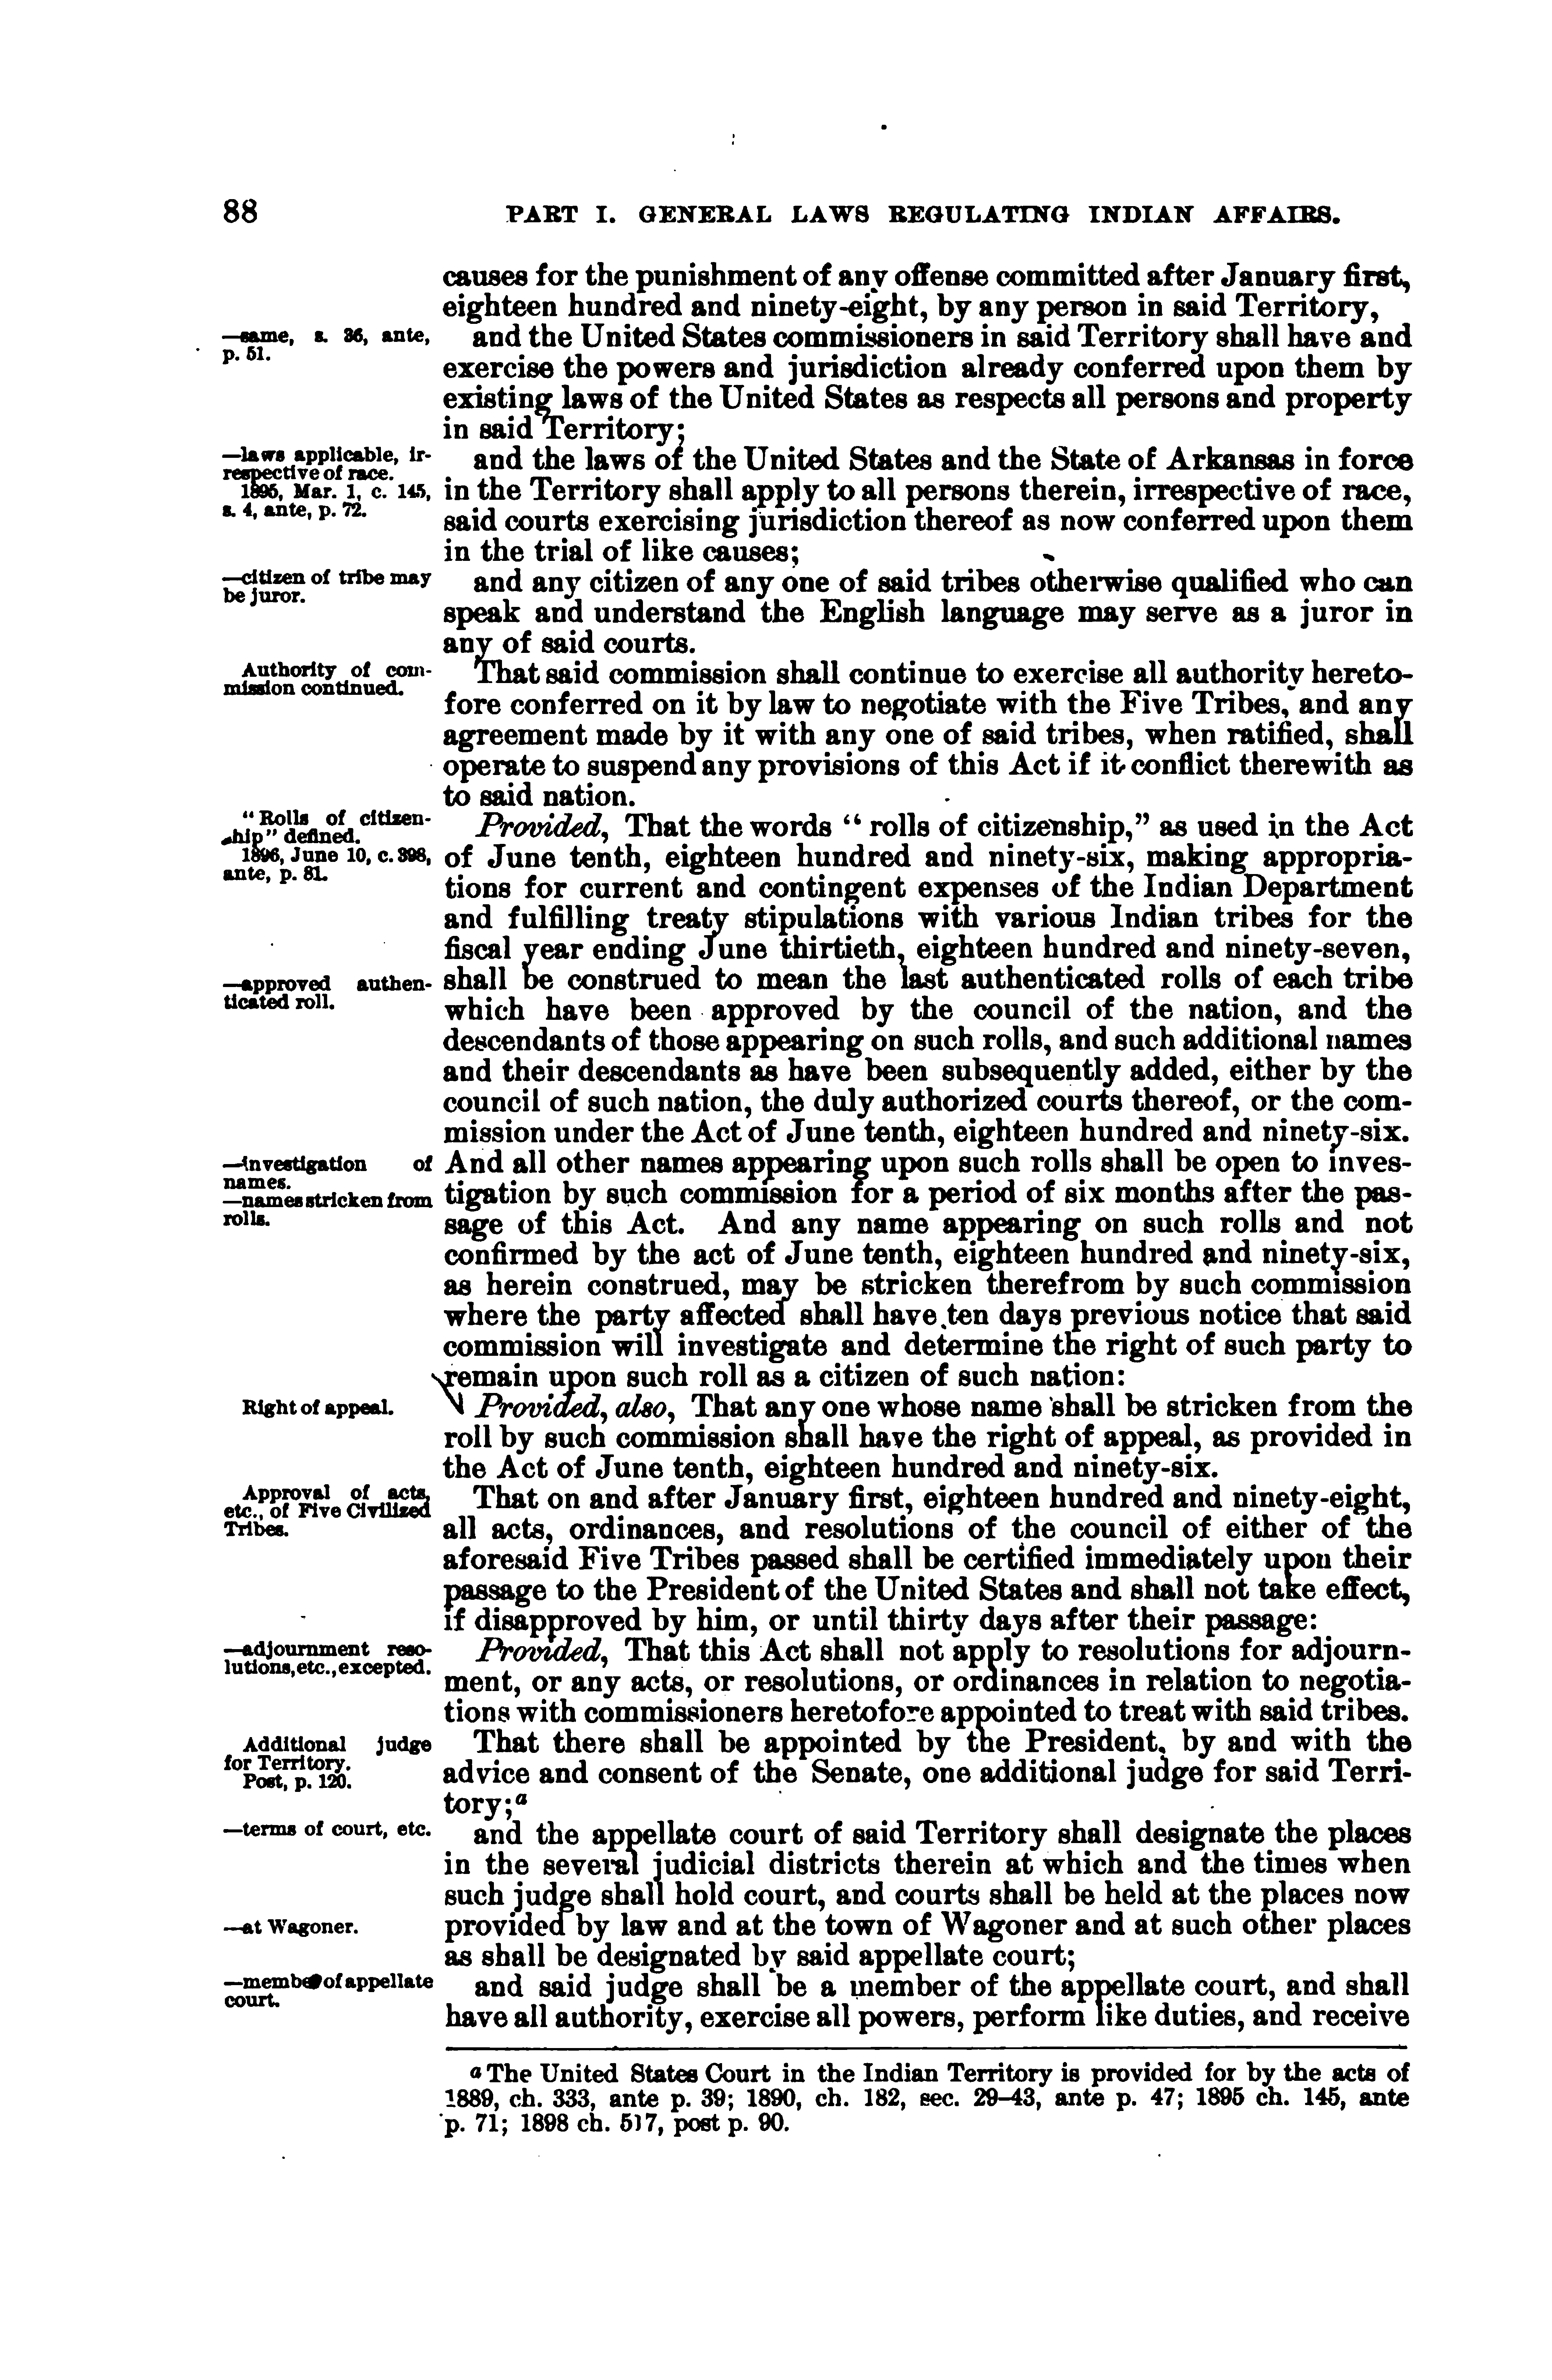 88
PART I. GENERAL LAWS REGULATING INDIAN AFFAIRS.
causes for the punishment of any offense committed after January first,
eighteen hundred and ninety-eight, by any person in said Territory,
—same, s. 36, ante,
p. 51.
and the United States commissioners in said Territory shall have and
exercise the powers and jurisdiction already conferred upon them by
existing laws of the United States as respects all persons and property
in said Territory;
—laws applicable, ir-
respective of race.
1895, Mar. 1, c. 145,
s. 4, ante, p. 72.
and the laws of the United States and the State of Arkansas in force
in the Territory shall apply to all persons therein, irrespective of race,
said courts exercising jurisdiction thereof as now conferred upon them
in the trial of like causes;
—citizen of tribe may
be juror.
and any citizen of any one of said tribes otherwise qualified who can
speak and understand the English language may serve as a juror in
any of said courts.
Authority of com-
mission continued.
That said commission shall continue to exercise all authority hereto-
fore conferred on it by law to negotiate with the Five Tribes, and any
agreement made by it with any one of said tribes, when ratified, shall
operate to suspend any provisions of this Act if it conflict therewith as
to said nation.
"Rolls of citizen-
ship" defined.
1896, June 10, c. 398,
ante, p. 81.
Provided, That the words "rolls of citizenship," as used in the Act
of June tenth, eighteen hundred and ninety-six, making appropria-
tions for current and contingent expenses of the Indian Department
and fulfilling treaty stipulations with various Indian tribes for the
fiscal year ending June thirtieth, eighteen hundred and ninety-seven,
—approved authen-
ticated roll.
shall be construed to mean the last authenticated rolls of each tribe
which have been approved by the council of the nation, and the
descendants of those appearing on such rolls, and such additional names
and their descendants as have been subsequently added, either by the
council of such nation, the duly authorized courts thereof, or the com-
mission under the Act of June tenth, eighteen hundred and ninety-six.
—investigation of
names.
—names stricken from
rolls.
And all other names appearing upon such rolls shall be open to inves-
tigation by such commission for a period of six months after the pas-
sage of this Act. And any name appearing on such rolls and not
confirmed by the act of June tenth, eighteen hundred and ninety-six,
as herein construed, may be stricken therefrom by such commission
where the party affected shall have ten days previous notice that said
commission will investigate and determine the right of such party to
remain upon such roll as a citizen of such nation:
Right of appeal.
Provided, also, That any one whose name shall be stricken from the
roll by such commission shall have the right of appeal, as provided in
the Act of June tenth, eighteen hundred and ninety-six.
Approval of acts,
etc., of Five Civilized
Tribes.
That on and after January first, eighteen hundred and ninety-eight,
all acts, ordinances, and resolutions of the council of either of the
aforesaid Five Tribes passed shall be certified immediately upon their
passage to the President of the United States and shall not take effect,
if disapproved by him, or until thirty days after their passage:
—adjournment reso-
lutions, etc., excepted.
Provided, That this Act shall not apply to resolutions for adjourn-
ment, or any acts, or resolutions, or ordinances in relation to negotia-
tions with commissioners heretofore appointed to treat with said tribes.
Additional judge
for Territory.
Post, p. 120.
That there shall be appointed by the President, by and with the
advice and consent of the Senate, one additional judge for said Terri-
tory;a
—terms of court, etc.
and the appellate court of said Territory shall designate the places
in the several judicial districts therein at which and the times when
such judge shall hold court, and courts shall be held at the places now
—at Wagoner.
provided by law and at the town of Wagoner and at such other places
as shall be designated by said appellate court;
—member of appellate
court.
and said judge shall be a member of the appellate court, and shall
have all authority, exercise all powers, perform like duties, and receive
a The United States Court in the Indian Territory is provided for by the acts of
1889, ch. 333, ante p. 39; 1890, ch. 182, sec. 29–43, ante p. 47; 1895 ch. 145, ante
p. 71; 1898 ch. 517, post p. 90.